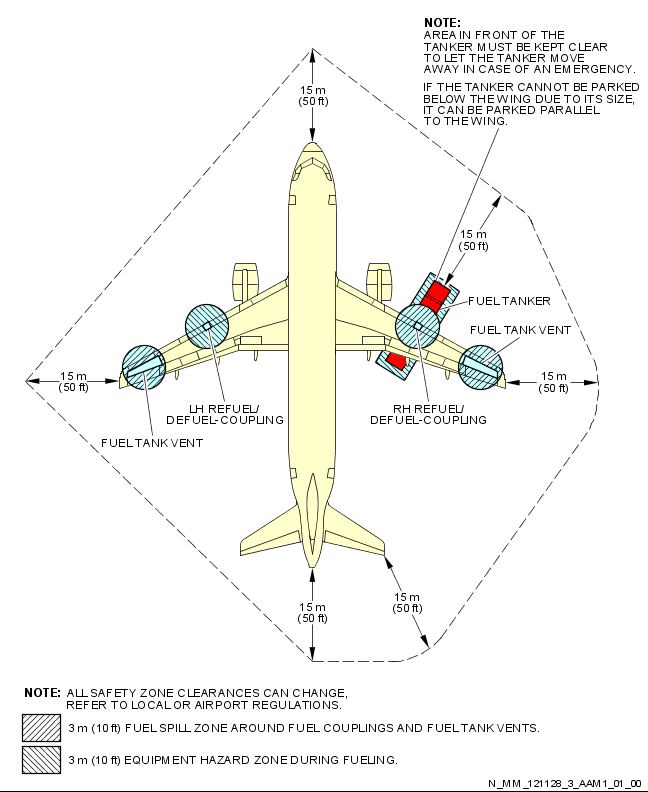 NOTE:
AREA IN FRONT OF THE
TANKER MUST BE KEPT CLEAR
TO LET THE TANKER MOVE
AWAY IN CASE OF AN EMERGENCY.
IF THE TANKER CANNOT BE PARKED
BELOW THE WING DUE TO ITS SIZE,
IT CAN BE PARKED PARALLEL
TO THE WING.
15 m
(50 ft)
15 m
(50 ft)
FUEL TANKER
FUEL TANK VENT
15 m
(50 ft)
15 m
(50 ft)
LH REFUEL/
DEFUEL-COUPLING
RH REFUEL/
DEFUEL-COUPLING
FUEL TANK VENT
15 m
(50 ft)
15 m
(50 ft)
NOTE: ALL SAFETY ZONE CLEARANCES CAN CHANGE,
REFER TO LOCAL OR AIRPORT REGULATIONS.
3 m (10 ft) FUEL SPILL ZONE AROUND FUEL COUPLINGS AND FUEL TANK VENTS.
3 m (10 ft) EQUIPMENT HAZARD ZONE DURING FUELING.
N_MM_121128_3_AAM1_01_00